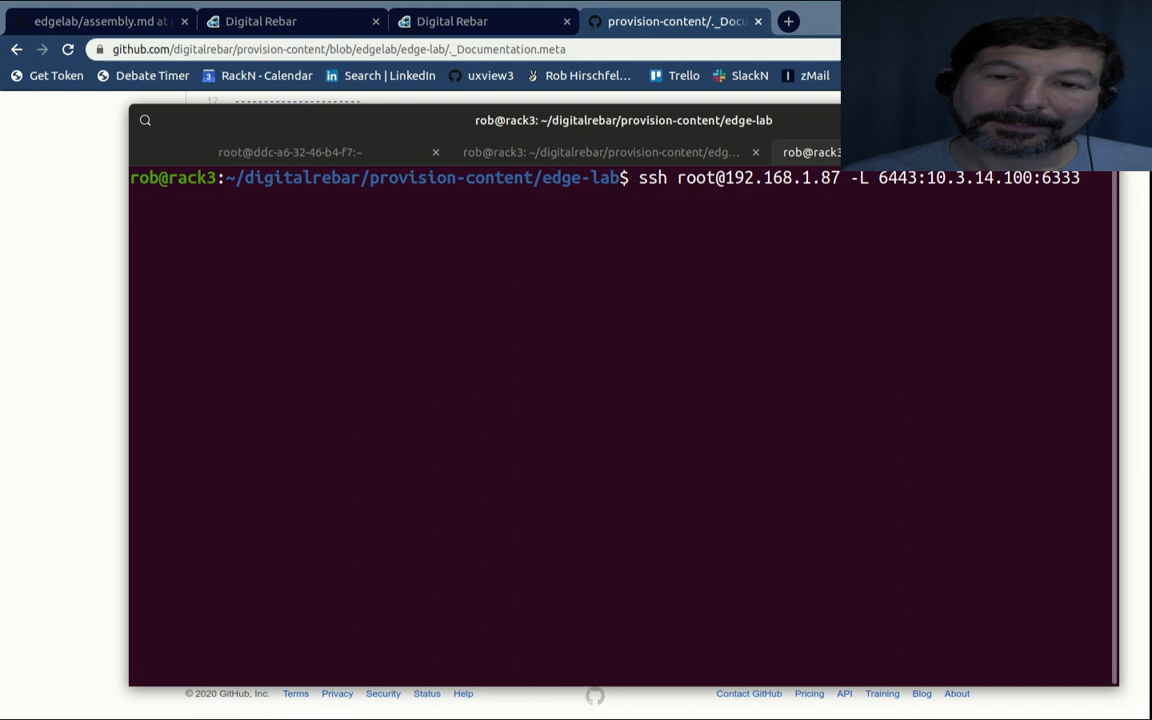 edgelab/assembly.md at
Digital Rebar
Digital Rebar
provision-content/._Docu
github.com/digitalrebar/provision-content/blob/edgelab/edge-lab/._Documentation.meta
Get Token
Debate Timer
3 RackN - Calendar
in Search | LinkedIn
uxview3
Rob Hirschfel...
Trello
SlackN
I zMail
17 ----------------------
rob@rack3: ~/digitalrebar/provision-content/edge-lab
root@ddc-a6-32-46-b4-f7:~
rob@rack3: ~/digitalrebar/provision-content/edg...
rob@rack3
rob@rack3:~/digitalrebar/provision-content/edge-lab$ ssh root@192.168.1.87 -L 6443:10.3.14.100:6333
© 2020 GitHub, Inc. Terms Privacy Security Status Help
Contact GitHub Pricing API Training Blog About